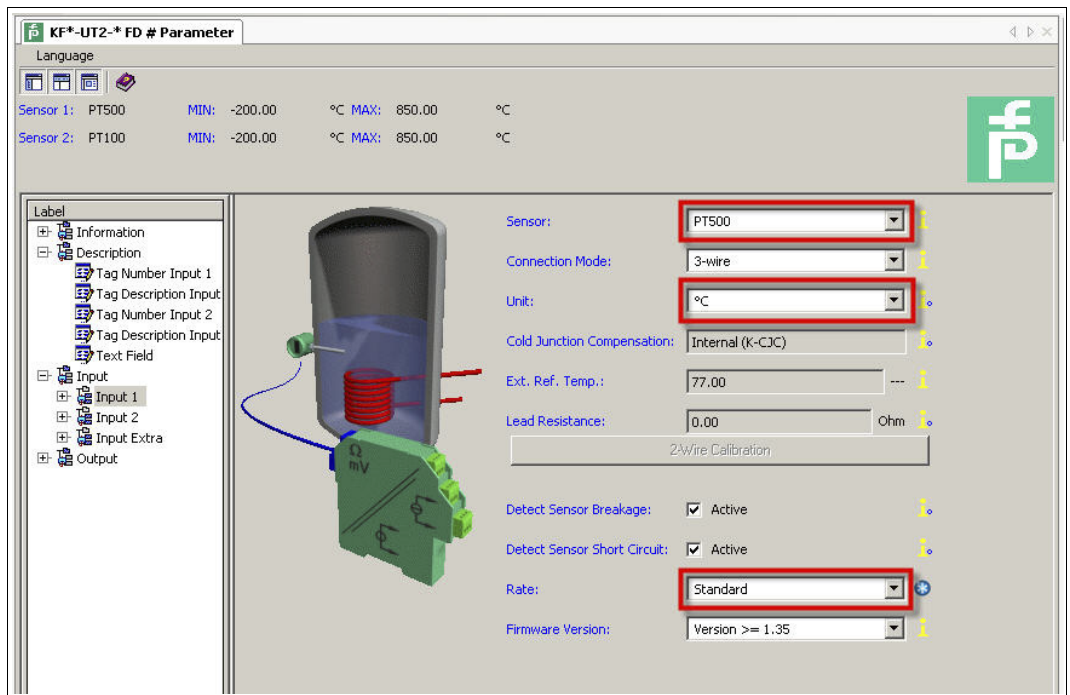 KF*-UT2-* FD # Parameter
Language
Sensor 1: PT500 MIN: -200.00 °C MAX: 850.00 °C
Sensor 2: PT100 MIN: -200.00 °C MAX: 850.00 °C
Label
Information
Description
Tag Number Input 1
Tag Description Input
Tag Number Input 2
Tag Description Input
Text Field
Input
Input 1
Input 2
Input Extra
Output
Ω
mV
Sensor: PT500
Connection Mode: 3-wire
Unit: °C
Cold Junction Compensation: Internal (K-CJC)
Ext. Ref. Temp.: 77.00 ---
Lead Resistance: 0.00 Ohm
2-Wire Calibration
Detect Sensor Breakage: Active
Detect Sensor Short Circuit: Active
Rate: Standard
Firmware Version: Version >= 1.35